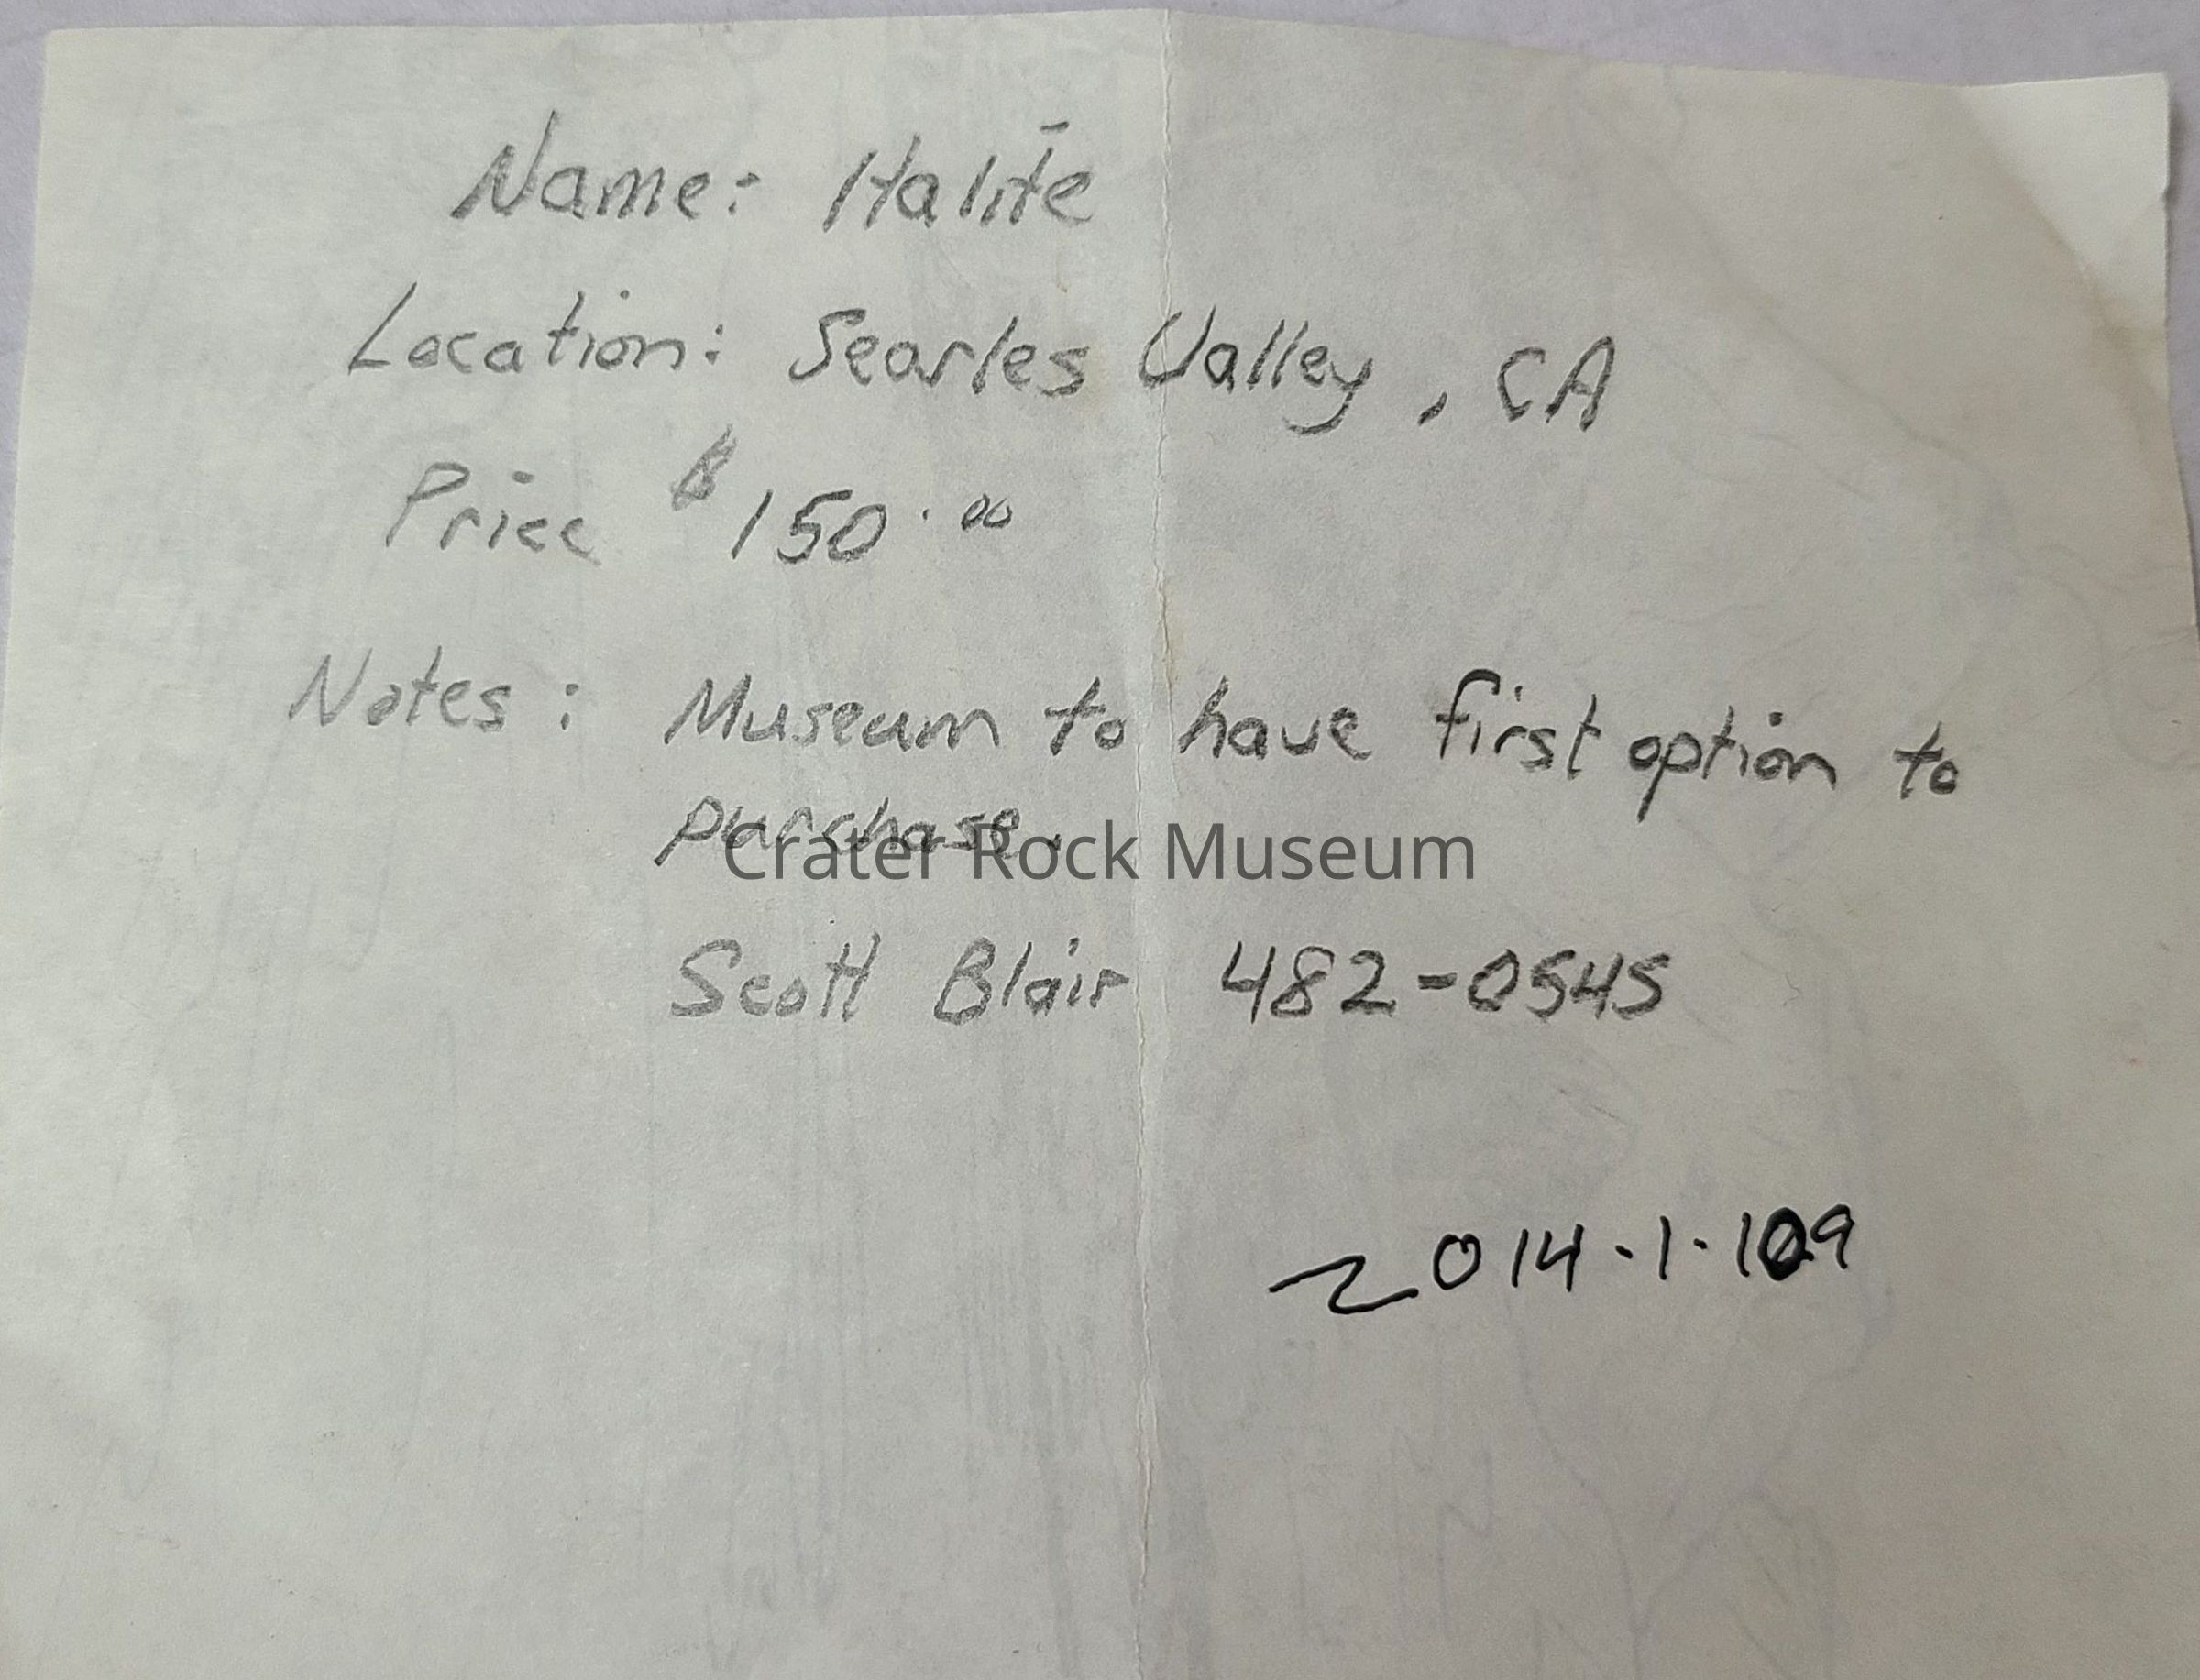 Name: Halite
Location: Searles Valley, CA
Price $150.00
Notes: Museum to have first option to
purchase.
Crater Rock Museum
Scott Blair 482-0545
2014.1.109